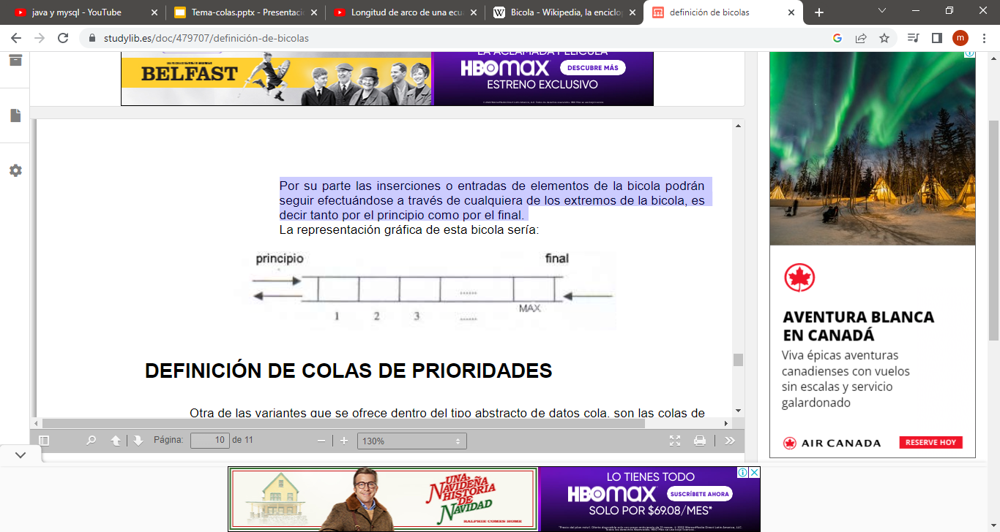 java y mysql - YouTube
Tema-colas.pptx - Presentaci
Longitud de arco de una ecua
Bicola - Wikipedia, la enciclop
definición de bicolas
studylib.es/doc/479707/definición-de-bicolas
m
BELFAST
LA ACLAMADA PELÍCULA
HBOmax
DESCUBRE MÁS
ESTRENO EXCLUSIVO
Por su parte las inserciones o entradas de elementos de la bicola podrán
seguir efectuándose a través de cualquiera de los extremos de la bicola, es
decir tanto por el principio como por el final.
La representación gráfica de esta bicola sería:
principio
final
......
MAX
1 2 3 ......
DEFINICIÓN DE COLAS DE PRIORIDADES
Otra de las variantes que se ofrece dentro del tipo abstracto de datos cola, son las colas de
Página: 10 de 11
130%
AVENTURA BLANCA
EN CANADÁ
Viva épicas aventuras
canadienses con vuelos
sin escalas y servicio
galardonado
AIR CANADA
RESERVE HOY
UNA
NAVIDEÑA
HISTORIA
DE
NAVIDAD
RALPHIE COMES HOME
LO TIENES TODO
HBOmax
SUSCRÍBETE AHORA
SOLO POR $69.08/MES*